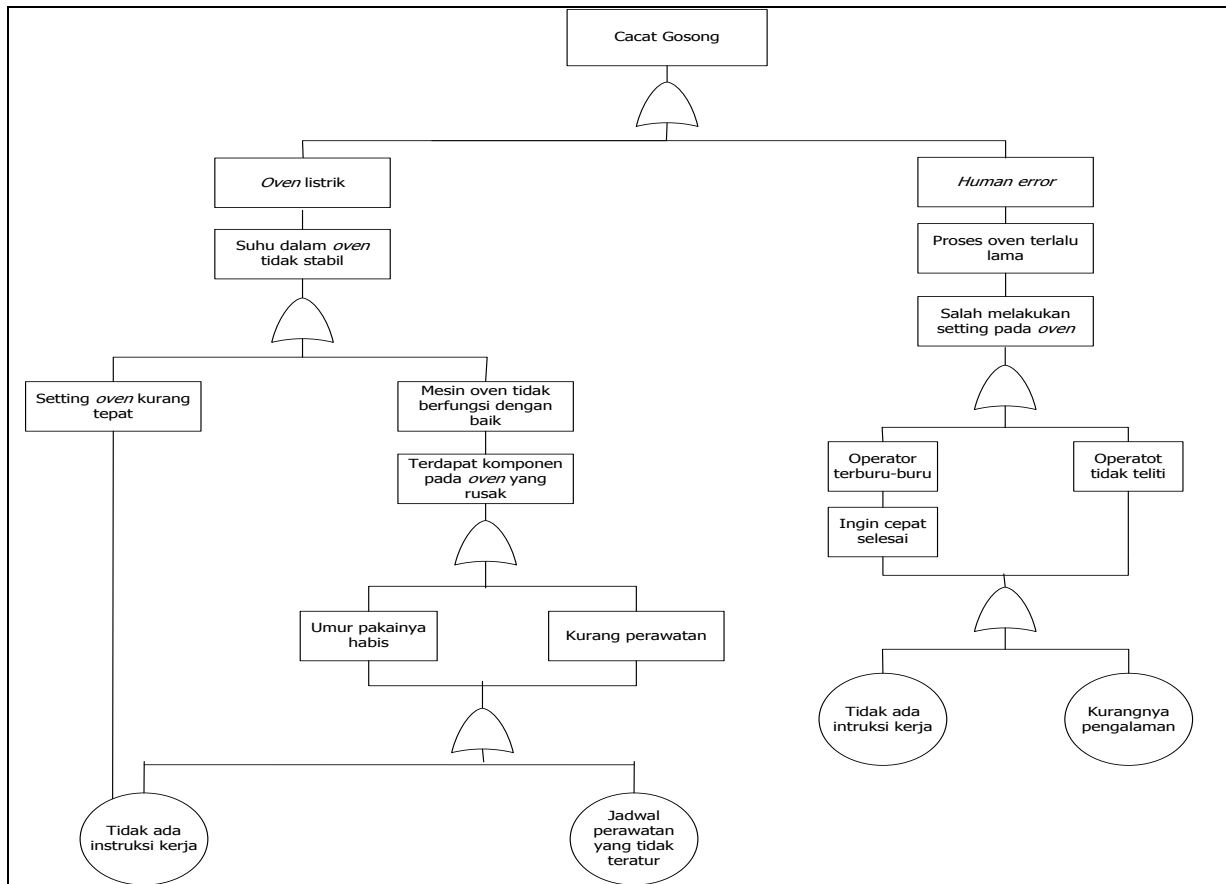 Cacat Gosong
Oven listrik
Human error
Suhu dalam oven
tidak stabil
Proses oven terlalu
lama
Salah melakukan
setting pada oven
Setting oven kurang
tepat
Mesin oven tidak
berfungsi dengan
baik
Terdapat komponen
pada oven yang
rusak
Operator
terburu-buru
Operatot
tidak teliti
Ingin cepat
selesai
Umur pakainya
habis
Kurang perawatan
Tidak ada
intruksi kerja
Kurangnya
pengalaman
Tidak ada
instruksi kerja
Jadwal
perawatan
yang tidak
teratur